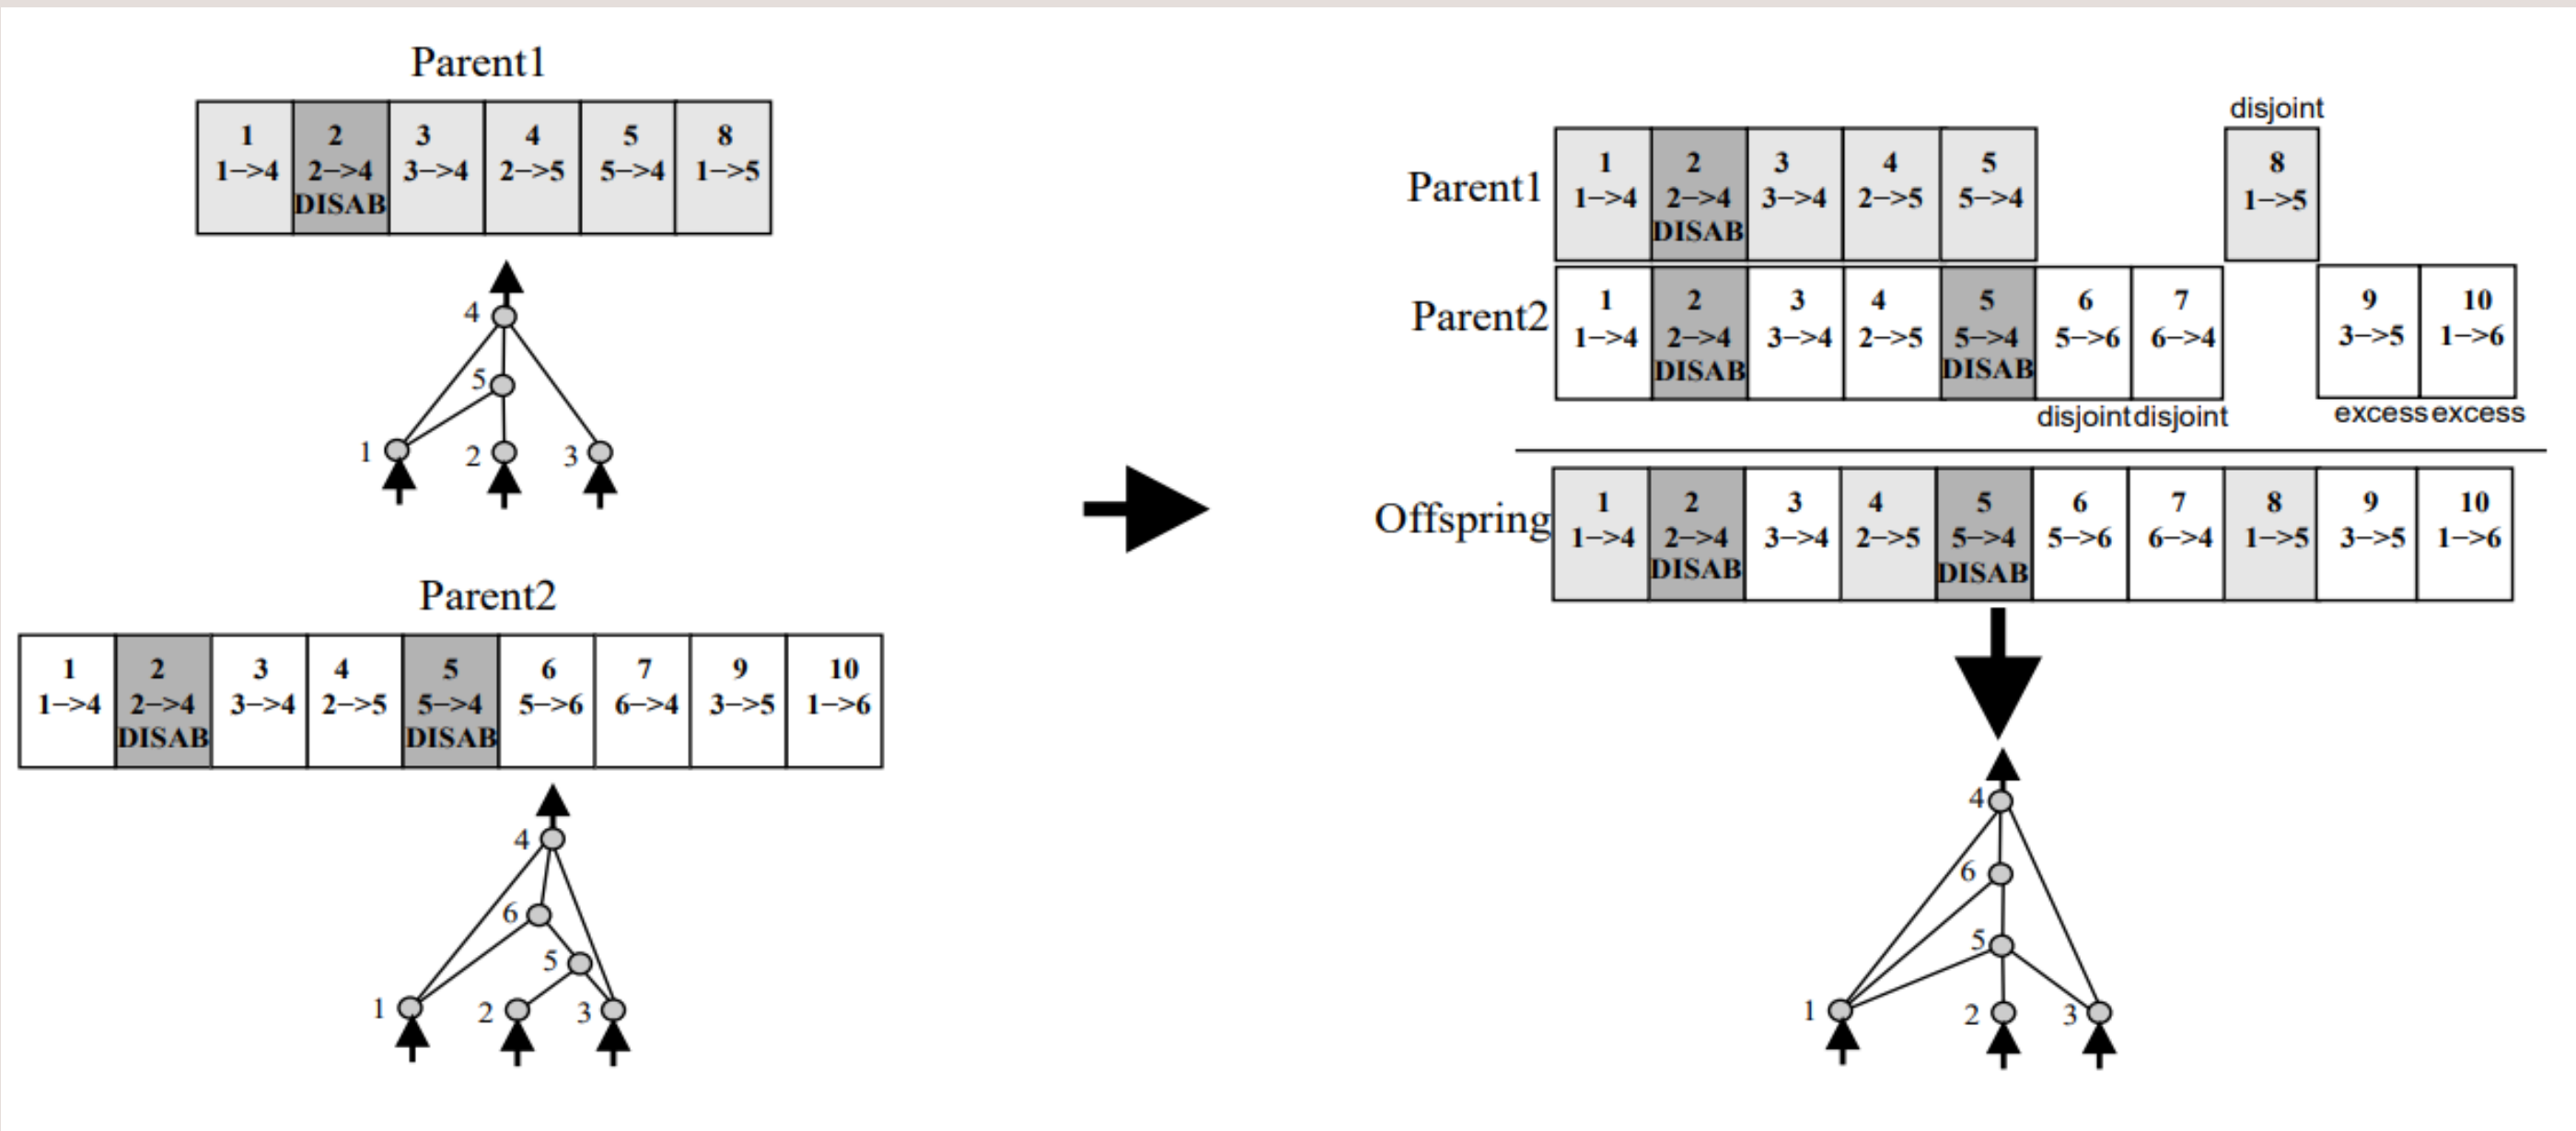 Parent1
1 2 3 4 5 8
1->4 2->4 3->4 2->5 5->4 1->5
DISAB
4
5
1 2 3
Parent2
1 2 3 4 5 6 7 9 10
1->4 2->4 3->4 2->5 5->4 5->6 6->4 3->5 1->6
DISAB DISAB
4
6
5
1 2 3
disjoint
Parent1
1 2 3 4 5 8
1->4 2->4 3->4 2->5 5->4 1->5
DISAB
Parent2
1 2 3 4 5 6 7 9 10
1->4 2->4 3->4 2->5 5->4 5->6 6->4 3->5 1->6
DISAB DISAB
disjoint disjoint excess excess
Offspring
1 2 3 4 5 6 7 8 9 10
1->4 2->4 3->4 2->5 5->4 5->6 6->4 1->5 3->5 1->6
DISAB DISAB
4
6
5
1 2 3